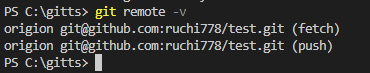 PS C:\gitts> git remote -v
origion git@github.com:ruchi778/test.git (fetch)
origion git@github.com:ruchi778/test.git (push)
PS C:\gitts>